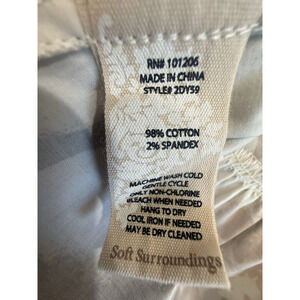 RN# 101206
MADE IN CHINA
STYLE# 2DY59
98% COTTON
2% SPANDEX
MACHINE WASH COLD
GENTLE CYCLE
ONLY NON-CHLORINE
BLEACH WHEN NEEDED
HANG TO DRY
COOL IRON IF NEEDED
MAY BE DRY CLEANED
Soft Surroundings